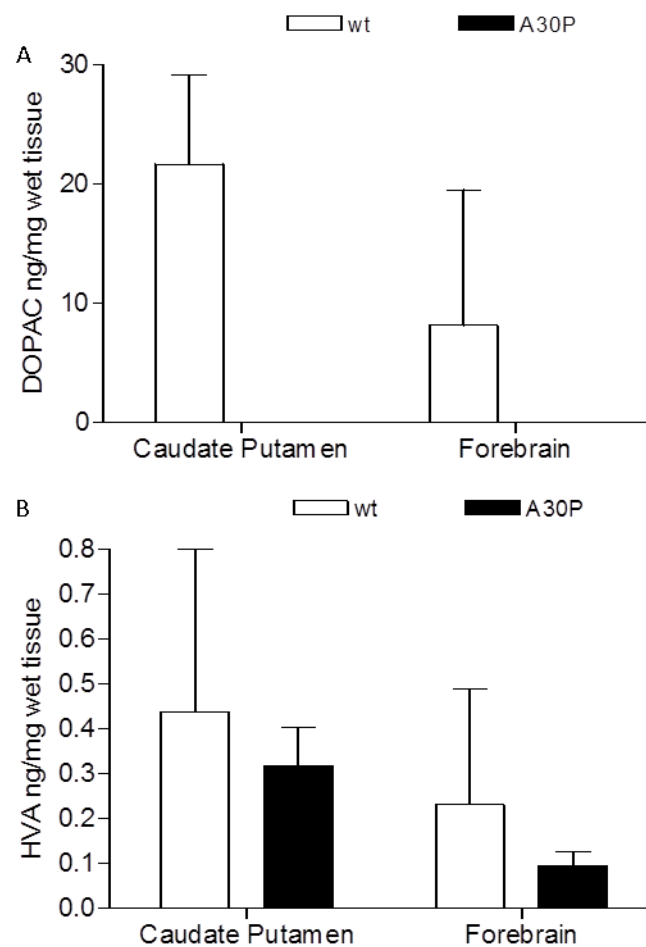 wt A30P
A
30
20
10
0
DOPAC ng/mg wet tissue
Caudate Putamen Forebrain
B
wt A30P
0.8
0.7
0.6
0.5
0.4
0.3
0.2
0.1
0.0
HVA ng/mg wet tissue
Caudate Putamen Forebrain